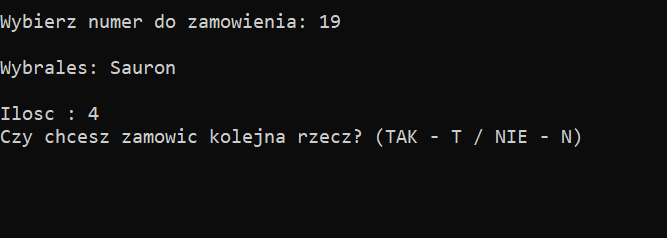 Wybierz numer do zamowienia: 19
Wybrales: Sauron
Ilosc : 4
Czy chcesz zamowic kolejna rzecz? (TAK - T / NIE - N)